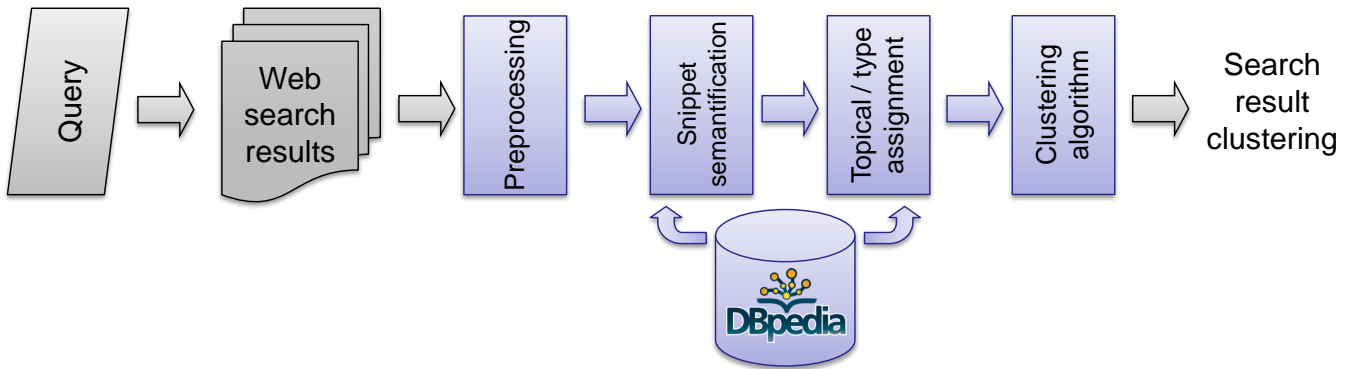 Query
Web
search
results
Preprocessing
Snippet
semantification
Topical / type
assignment
Clustering
algorithm
Search
result
clustering
DBpedia